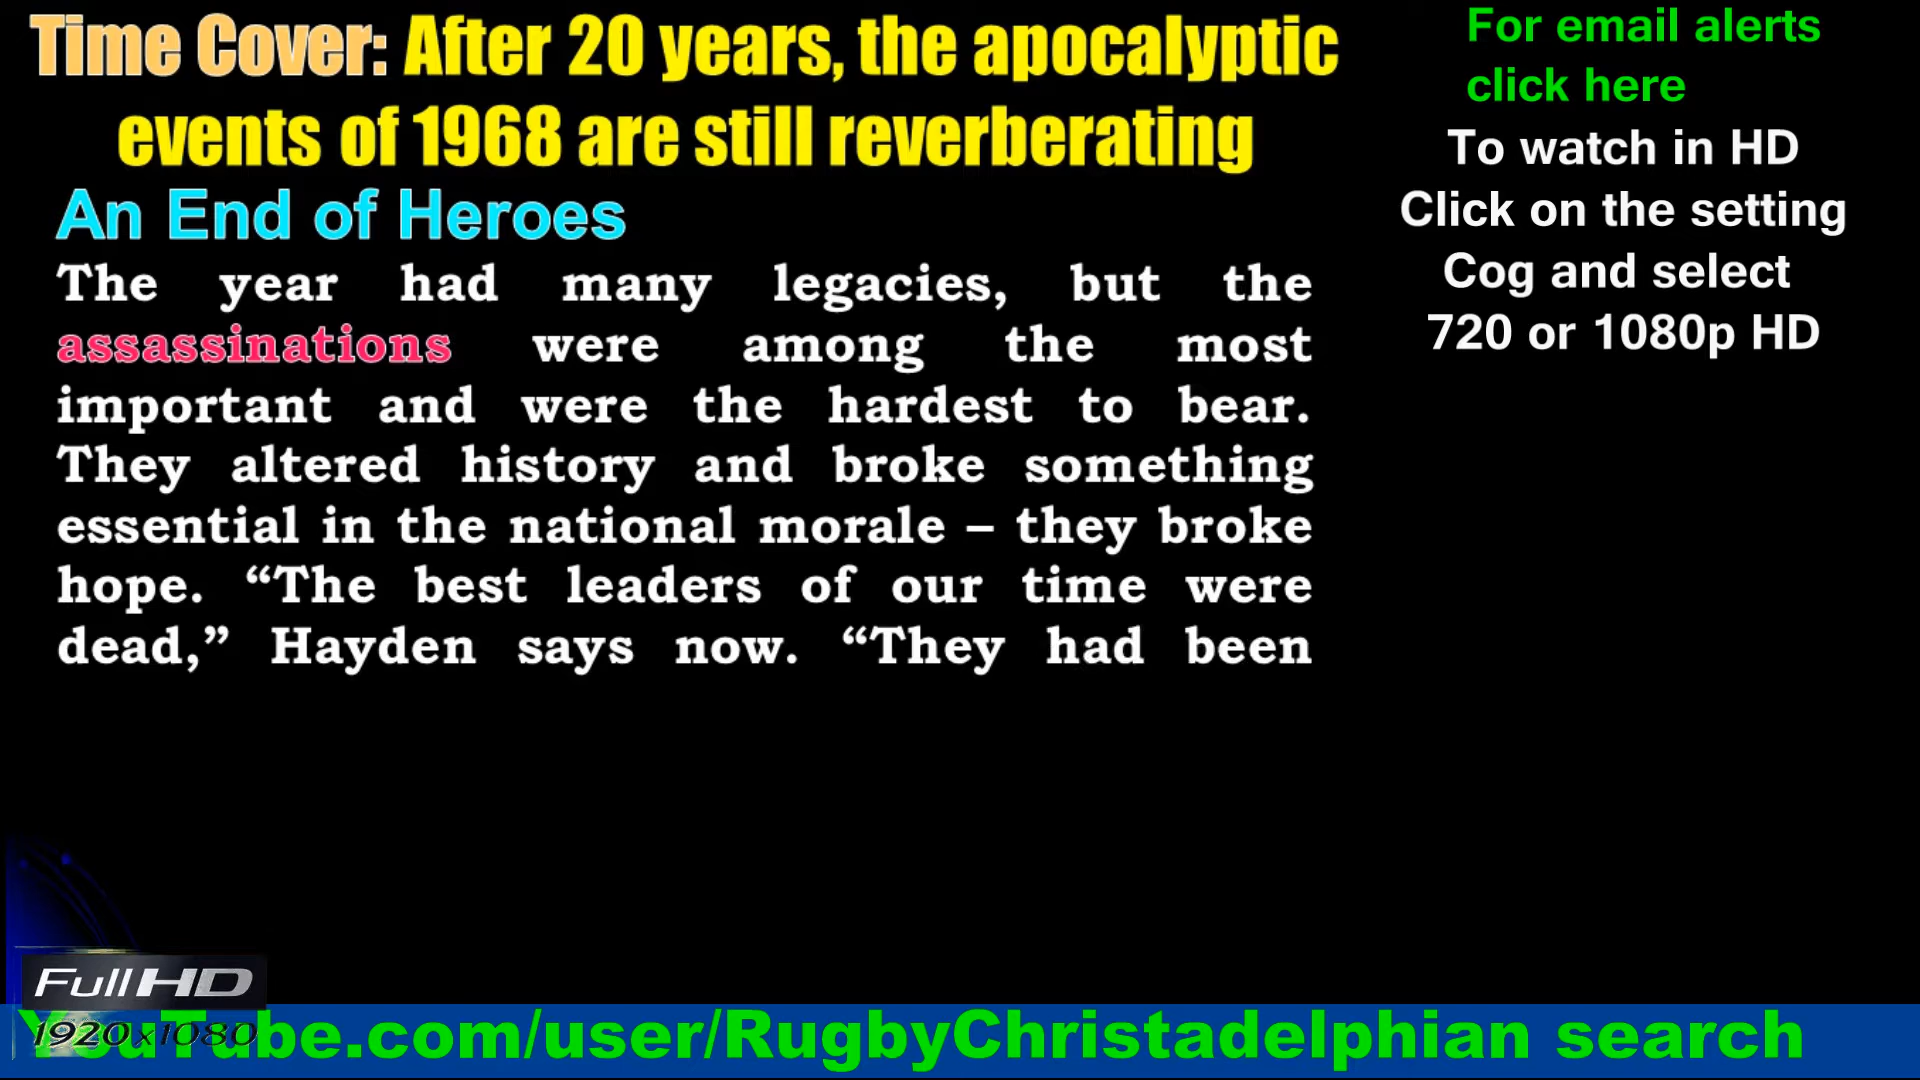 Time Cover: After 20 years, the apocalyptic
events of 1968 are still reverberating
An End of Heroes
The year had many legacies, but the
assassinations were among the most
important and were the hardest to bear.
They altered history and broke something
essential in the national morale – they broke
hope. “The best leaders of our time were
dead,” Hayden says now. “They had been
For email alerts
click here
To watch in HD
Click on the setting
Cog and select
720 or 1080p HD
Full HD
1920x1080
YouTube.com/user/RugbyChristadelphian search